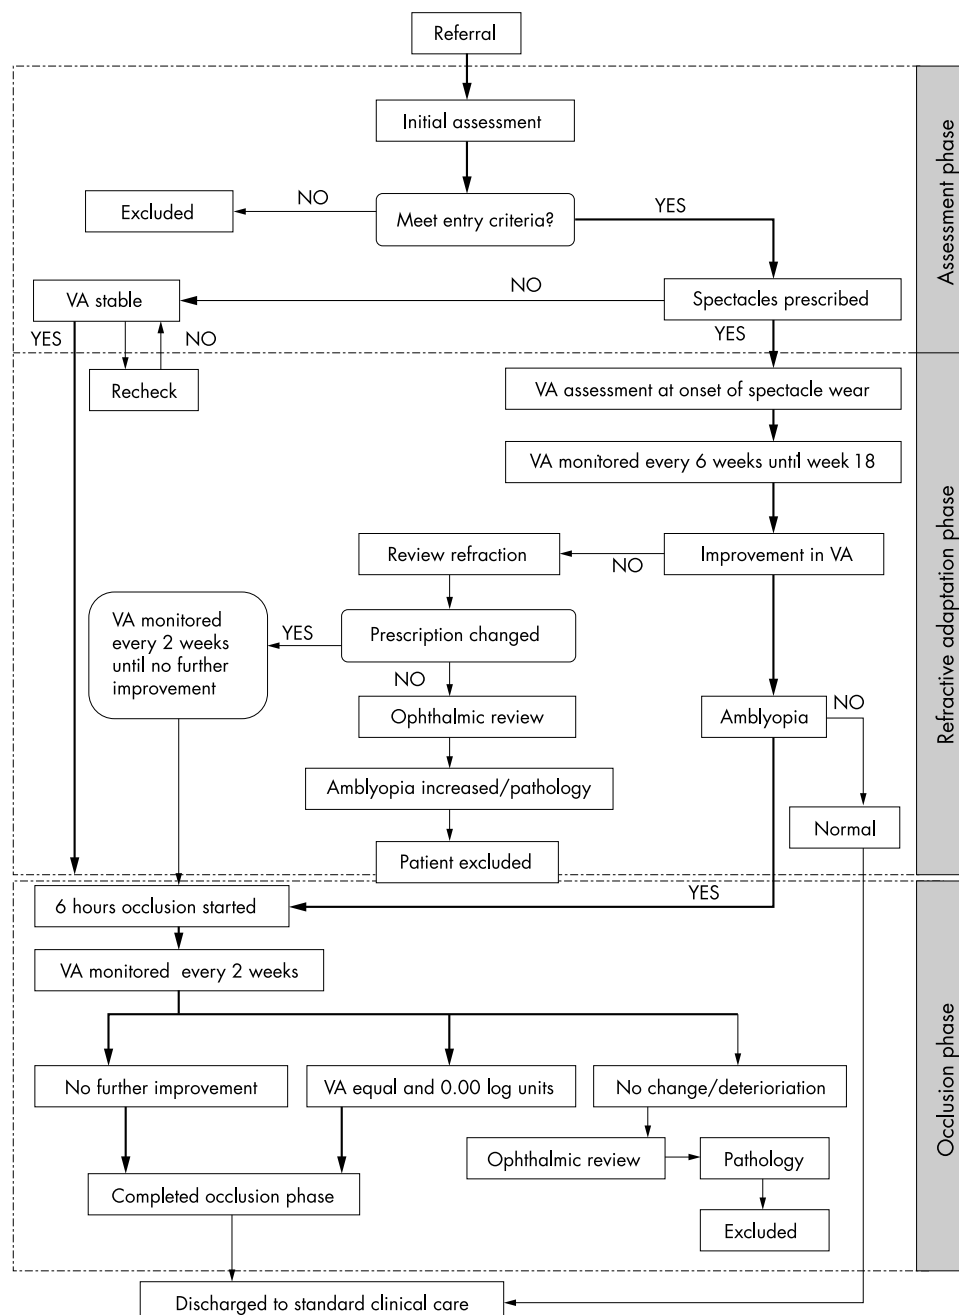 Referral
Initial assessment
Assessment phase
NO
Excluded
YES
Meet entry criteria?
NO
VA stable
Spectacles prescribed
YES
NO
YES
Recheck
VA assessment at onset of spectacle wear
VA monitored every 6 weeks until week 18
Refractive adaptation phase
Review refraction
Improvement in VA
NO
VA monitored
every 2 weeks
until no further
improvement
YES
Prescription changed
NO
Ophthalmic review
Amblyopia
NO
Amblyopia increased/pathology
Normal
Patient excluded
YES
6 hours occlusion started
VA monitored every 2 weeks
Occlusion phase
No further improvement
VA equal and 0.00 log units
No change/deterioriation
Ophthalmic review
Pathology
Completed occlusion phase
Excluded
Discharged to standard clinical care